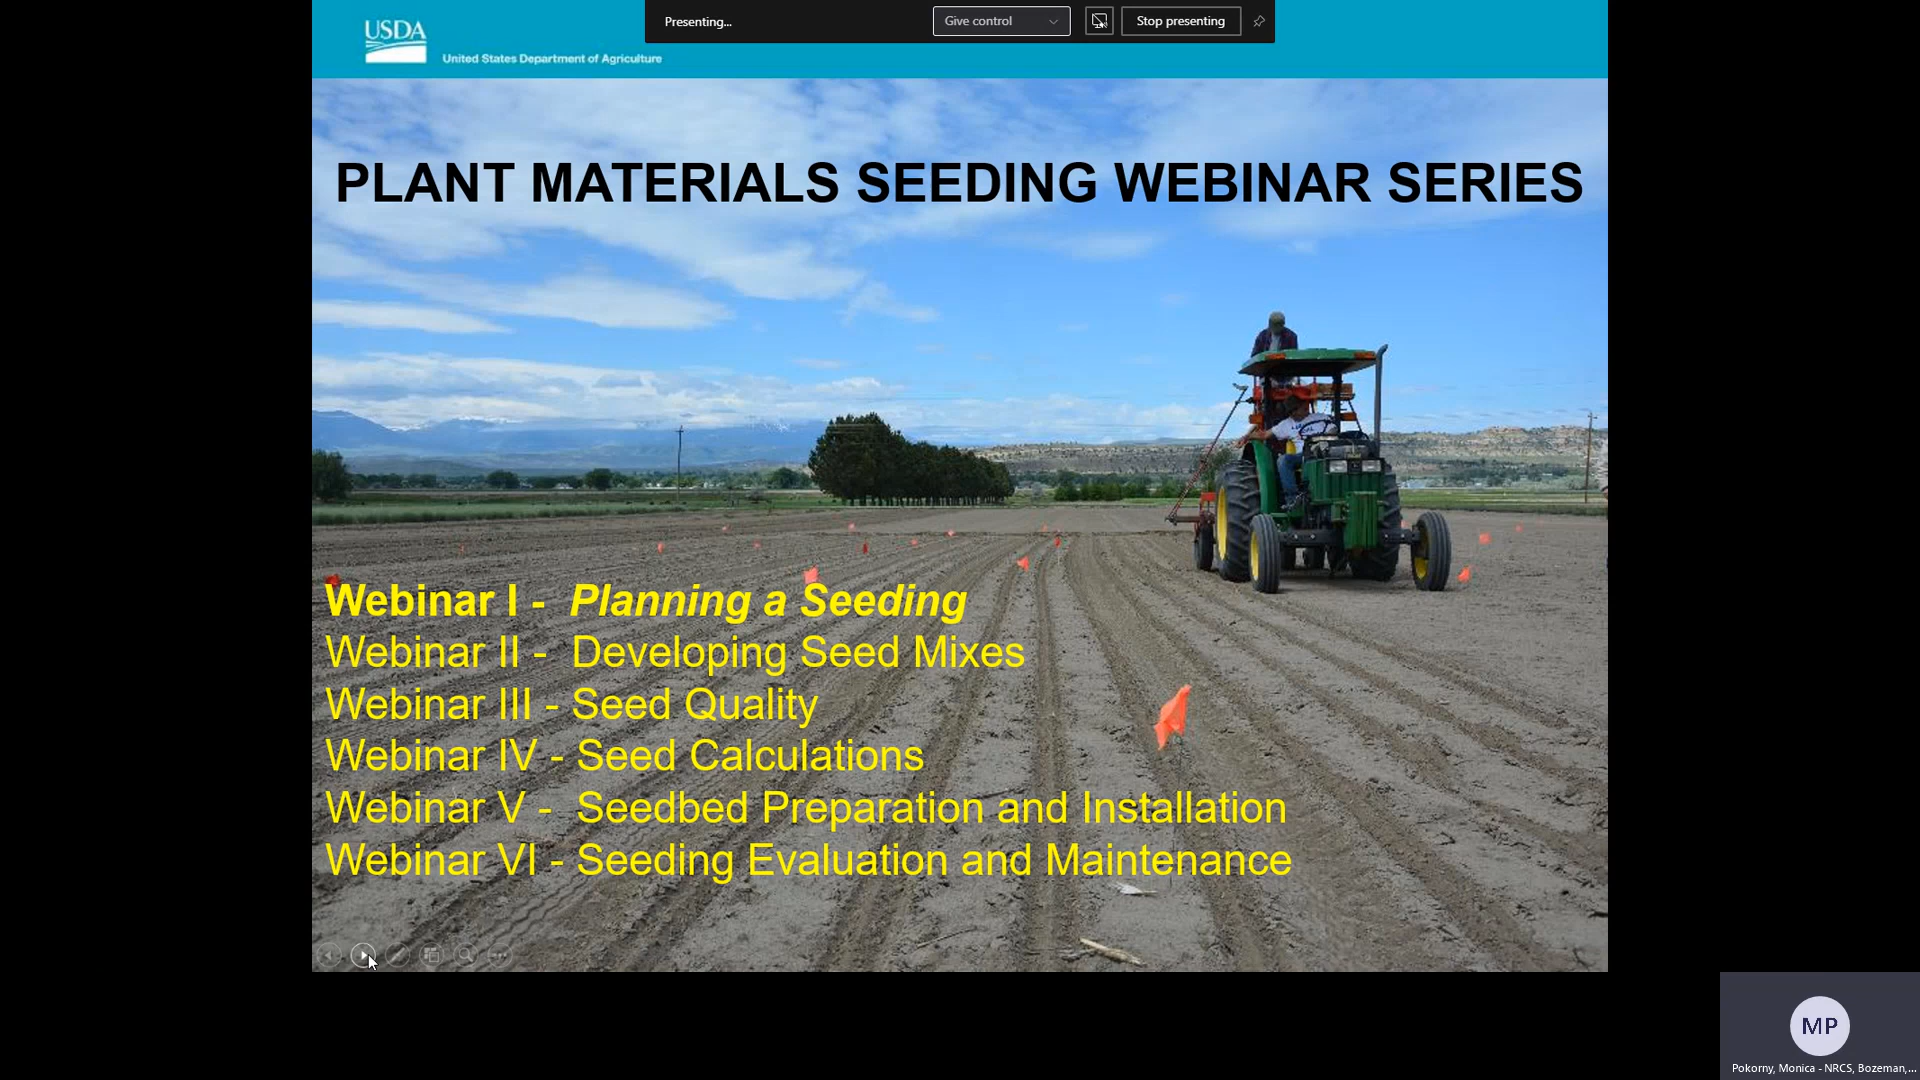 Presenting...
Give control
Stop presenting
USDA
United States Department of Agriculture
PLANT MATERIALS SEEDING WEBINAR SERIES
Webinar I - Planning a Seeding
Webinar II - Developing Seed Mixes
Webinar III - Seed Quality
Webinar IV - Seed Calculations
Webinar V - Seedbed Preparation and Installation
Webinar VI - Seeding Evaluation and Maintenance
MP
Pokorny, Monica - NRCS, Bozeman,...